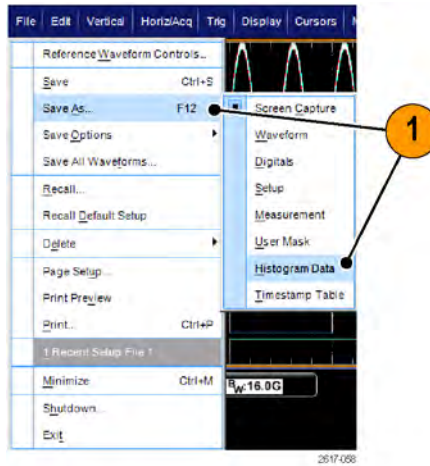 File Edit Vertical Horiz/Acq Trig Display Cursors
Reference Waveform Controls...
Save Ctrl+S
Save As... F12
Save Options
Save All Waveforms...
Recall...
Recall Default Setup
Delete
Page Setup...
Print Preview
Print... Ctrl+P
1 Recent Setup File 1
Minimize Ctrl+M
Shutdown...
Exit
Screen Capture
Waveform
Digitals
Setup
Measurement
User Mask
Histogram Data
Timestamp Table
1
BW:16.0G
2617-058